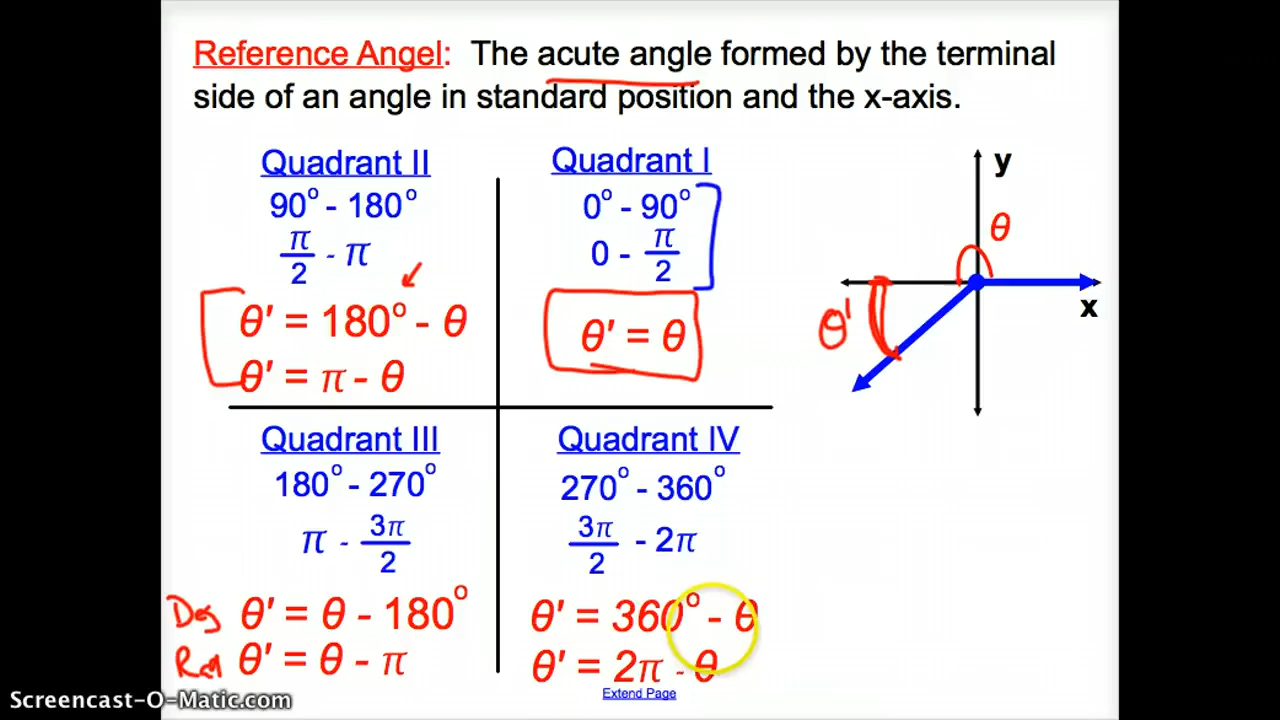 Reference Angel: The acute angle formed by the terminal
side of an angle in standard position and the x-axis.
Quadrant II
90° - 180°
π/2 - π
θ' = 180° - θ
θ' = π - θ
Quadrant I
0° - 90°
0 - π/2
θ' = θ
Quadrant III
180° - 270°
π - 3π/2
Deg θ' = θ - 180°
Rad θ' = θ - π
Quadrant IV
270° - 360°
3π/2 - 2π
θ' = 360° - θ
θ' = 2π - θ
Extend Page
y
θ
x
θ'
Screencast-O-Matic.com